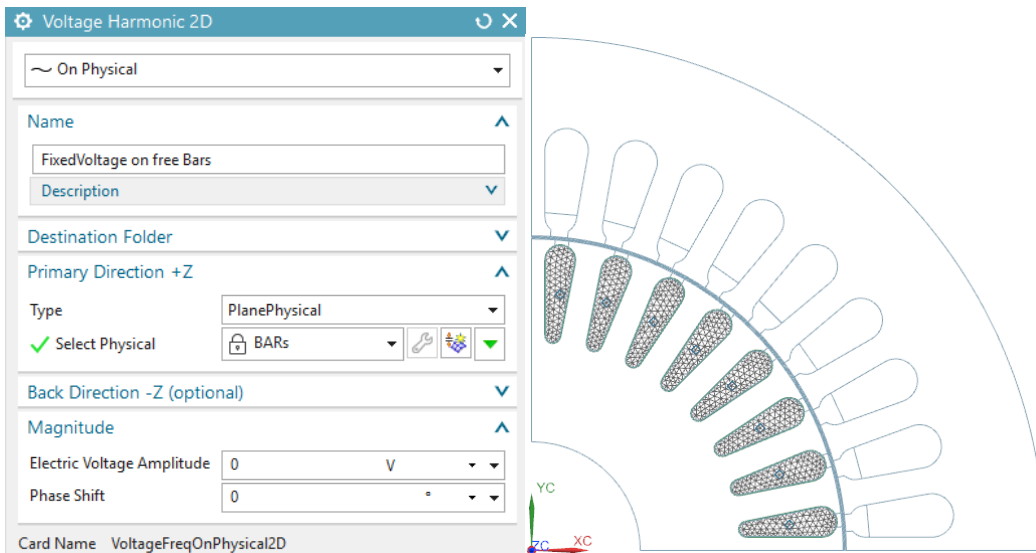 Voltage Harmonic 2D
On Physical
Name
FixedVoltage on free Bars
Description
Destination Folder
Primary Direction +Z
Type PlanePhysical
Select Physical BARs
Back Direction -Z (optional)
Magnitude
Electric Voltage Amplitude 0 V
Phase Shift 0 °
Card Name VoltageFreqOnPhysical2D
YC
ZC XC